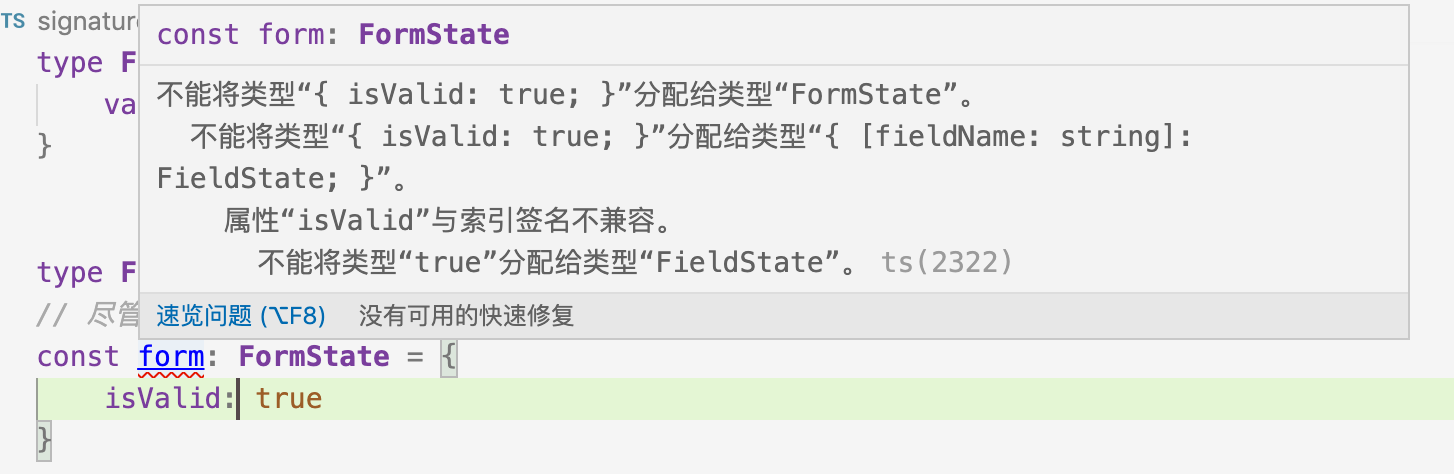 TS signatur
const form: FormState
type F
不能将类型“{ isValid: true; }”分配给类型“FormState”。
va
不能将类型“{ isValid: true; }”分配给类型“{ [fieldName: string]:
}
FieldState; }”。
属性“isValid”与索引签名不兼容。
不能将类型“true”分配给类型“FieldState”。 ts(2322)
type F
// 尽管
速览问题 (⌥F8) 没有可用的快速修复
const form: FormState = {
isValid: true
}